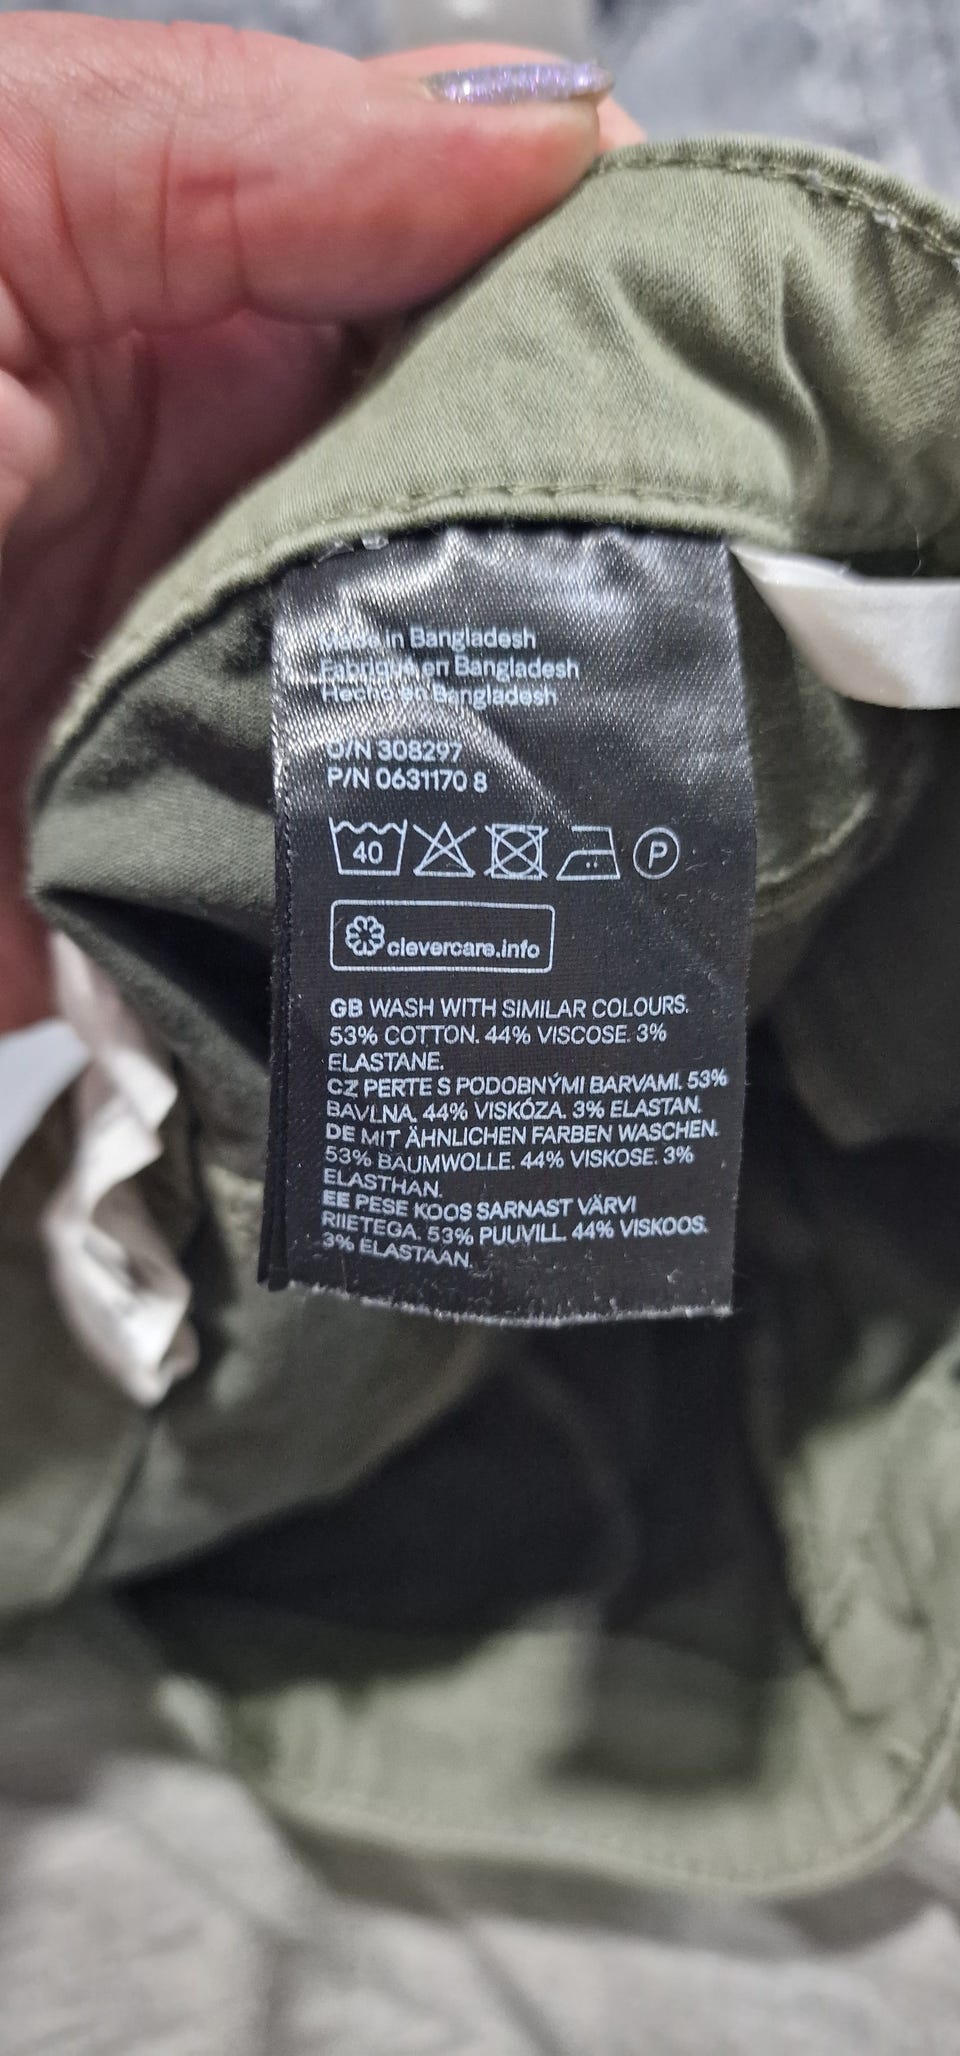 Made in Bangladesh
Fabriqué en Bangladesh
Hecho en Bangladesh
O/N 308297
P/N 0631170 8
40 P
clevercare.info
GB WASH WITH SIMILAR COLOURS.
53% COTTON. 44% VISCOSE. 3%
ELASTANE.
CZ PERTE S PODOBNÝMI BARVAMI. 53%
BAVLNA. 44% VISKÓZA. 3% ELASTAN.
DE MIT ÄHNLICHEN FARBEN WASCHEN.
53% BAUMWOLLE. 44% VISKOSE. 3%
ELASTHAN.
EE PESE KOOS SARNAST VÄRVI
RIIETEGA. 53% PUUVILL. 44% VISKOOS.
3% ELASTAAN.